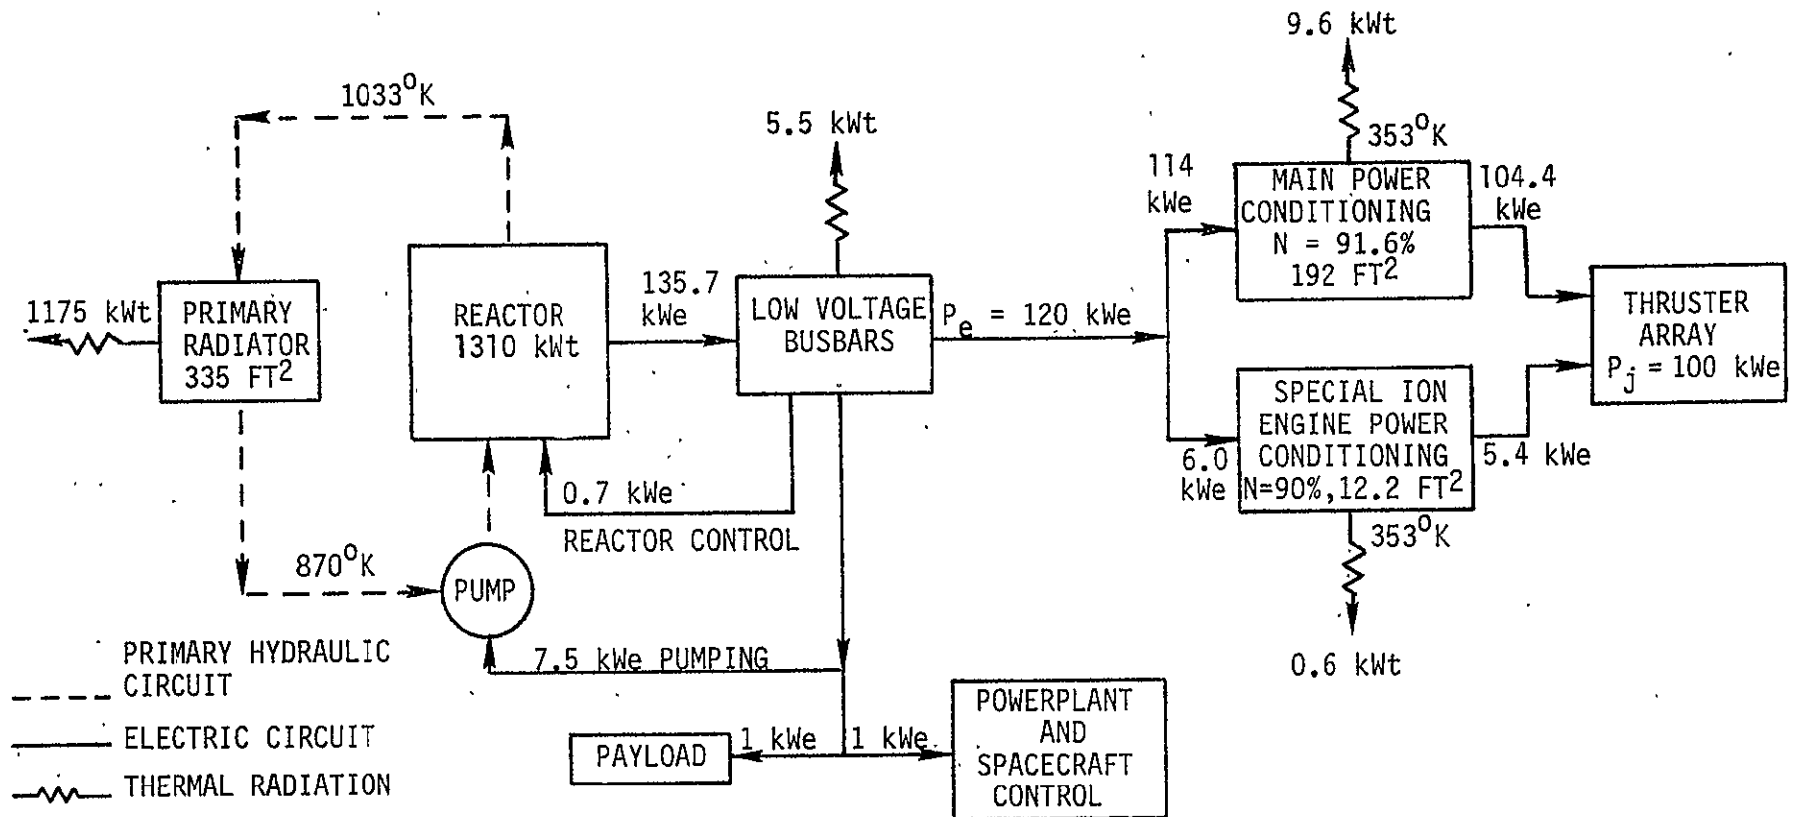 9.6 kWt
1033⁰K
5.5 kWt
353⁰K
114
kWe
MAIN POWER
CONDITIONING
N = 91.6%
192 FT²
104.4
kWe
1175 kWt
PRIMARY
RADIATOR
335 FT²
REACTOR
1310 kWt
135.7
kWe
LOW VOLTAGE
BUSBARS
Pe = 120 kWe
THRUSTER
ARRAY
Pj = 100 kWe
SPECIAL ION
ENGINE POWER
CONDITIONING
N=90%,12.2 FT²
6.0
kWe
5.4 kWe
0.7 kWe
REACTOR CONTROL
353⁰K
870⁰K
PUMP
7.5 kWe PUMPING
0.6 kWt
PRIMARY HYDRAULIC
CIRCUIT
ELECTRIC CIRCUIT
THERMAL RADIATION
PAYLOAD
1 kWe
1 kWe
POWERPLANT
AND
SPACECRAFT
CONTROL